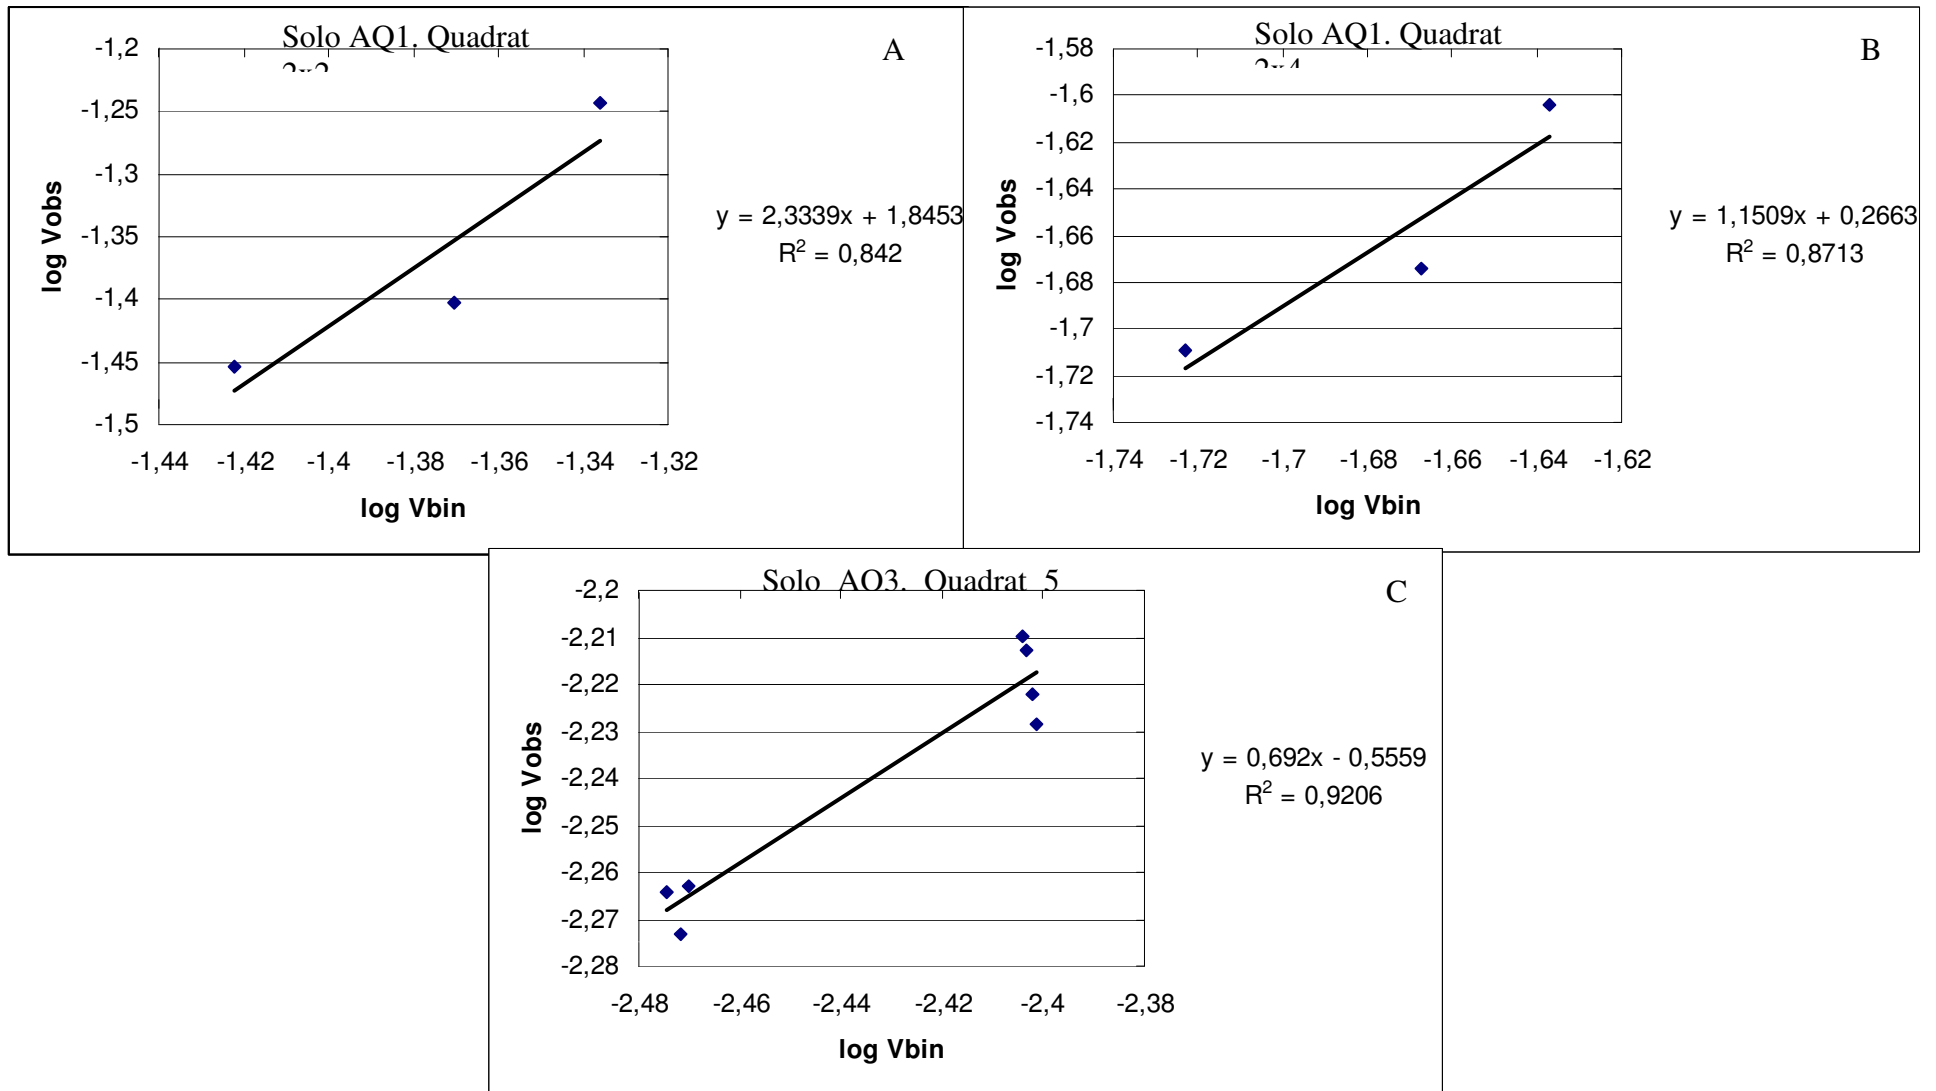 Solo AQ1. Quadrat
A
-1,2
-1,25
-1,3
-1,35
-1,4
-1,45
-1,5
log Vobs
-1,44 -1,42 -1,4 -1,38 -1,36 -1,34 -1,32
log Vbin
y = 2,3339x + 1,8453
R² = 0,842
Solo AQ1. Quadrat
B
-1,58
-1,6
-1,62
-1,64
-1,66
-1,68
-1,7
-1,72
-1,74
log Vobs
-1,74 -1,72 -1,7 -1,68 -1,66 -1,64 -1,62
log Vbin
y = 1,1509x + 0,2663
R² = 0,8713
Solo AQ3. Quadrat 5
C
-2,2
-2,21
-2,22
-2,23
-2,24
-2,25
-2,26
-2,27
-2,28
log Vobs
-2,48 -2,46 -2,44 -2,42 -2,4 -2,38
log Vbin
y = 0,692x - 0,5559
R² = 0,9206